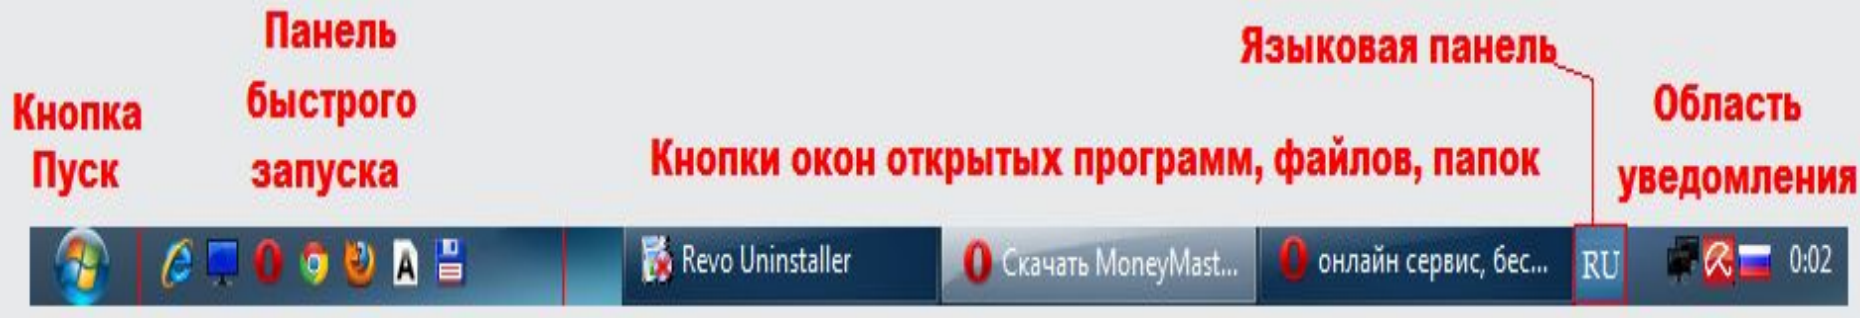 Кнопка
Пуск
Панель
быстрого
запуска
Кнопки окон открытых программ, файлов, папок
Языковая панель
Область
уведомления
A
Revo Uninstaller
Скачать MoneyMast...
онлайн сервис, бес...
RU
0:02